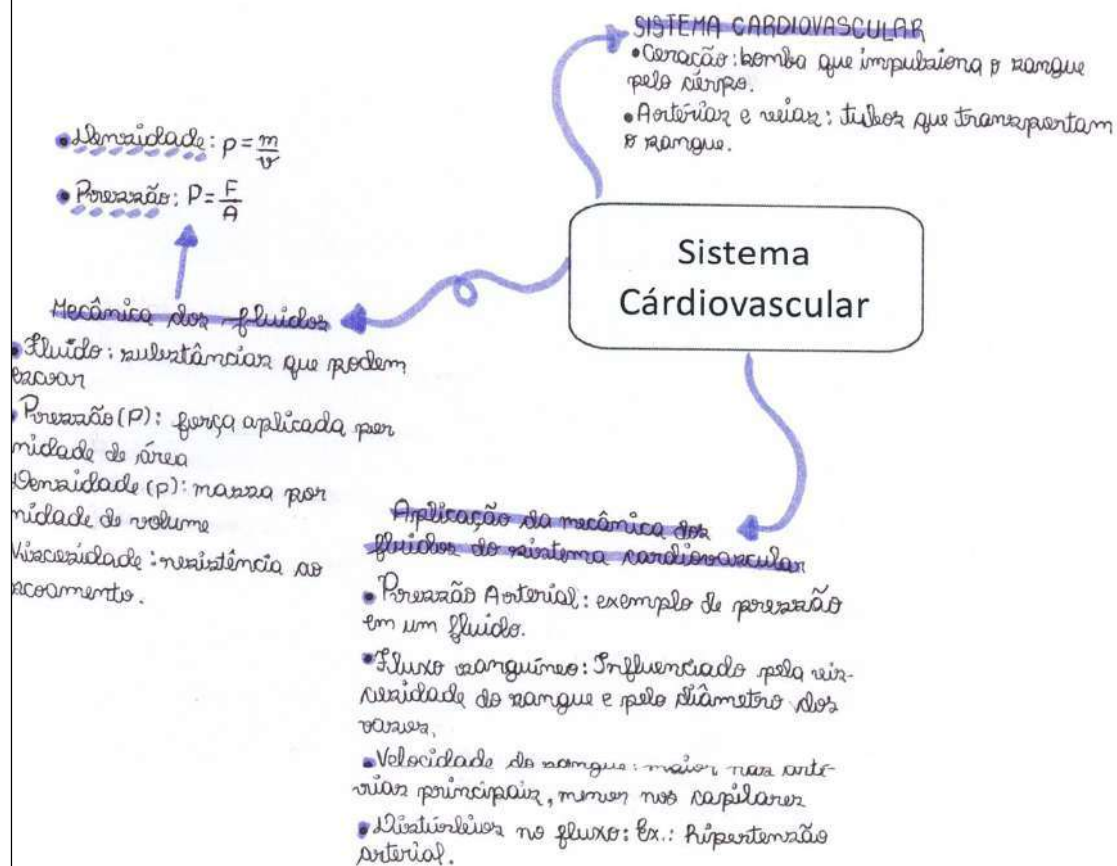 SISTEMA CARDIOVASCULAR
• Coração: bomba que impulsiona o sangue
pelo corpo.
• Artérias e veias: tubos que transportam
o sangue.
• Densidade: p = m/v
• Pressão: P = F/A
Sistema
Cárdiovascular
Mecânica dos fluidos
• Fluido: substâncias que podem
escoar
• Pressão (P): força aplicada por
nidade de área
Densidade (p): massa por
nidade de volume
Viscosidade: resistência ao
scoamento.
Aplicação da mecânica dos
fluidos do sistema cardiovascular
• Pressão Arterial: exemplo de pressão
em um fluido.
• Fluxo sanguíneo: Influenciado pela vis-
cosidade do sangue e pelo diâmetro dos
vasos.
• Velocidade do sangue: maior nas arté-
rias principais, menor nos capilares
• Distúrbios no fluxo: Ex.: hipertensão
arterial.